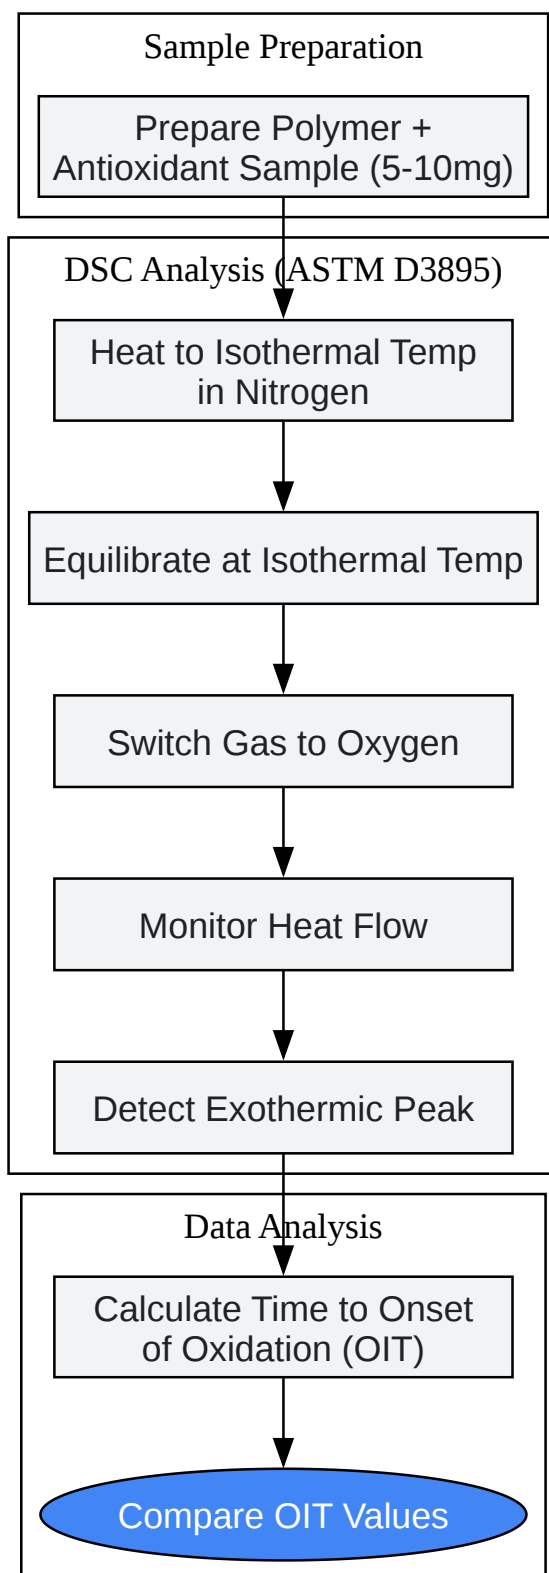 Sample Preparation
Prepare Polymer +
Antioxidant Sample (5-10mg)
DSC Analysis (ASTM D3895)
Heat to Isothermal Temp
in Nitrogen
Equilibrate at Isothermal Temp
Switch Gas to Oxygen
Monitor Heat Flow
Detect Exothermic Peak
Data Analysis
Calculate Time to Onset
of Oxidation (OIT)
Compare OIT Values